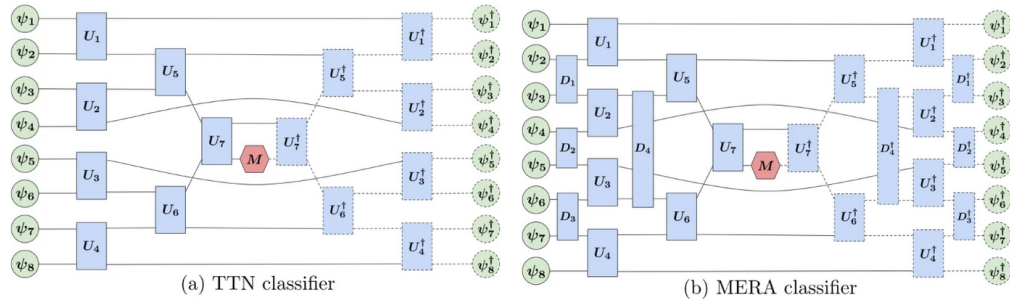 ψ₁ U₁ U₁† ψ₁†
ψ₂ U₅ U₅† ψ₂†
ψ₃ U₂ U₂† ψ₃†
ψ₄ U₇ U₇† ψ₄†
ψ₅ M ψ₅†
ψ₆ U₃ U₃† ψ₆†
ψ₇ U₆ U₆† ψ₇†
ψ₈ U₄ U₄† ψ₈†
(a) TTN classifier
ψ₁ U₁ U₁† ψ₁†
ψ₂ D₁ U₅ U₅† D₁† ψ₂†
ψ₃ U₂ U₂† ψ₃†
ψ₄ D₂ D₄ U₇ U₇† D₄† D₂† ψ₄†
ψ₅ M ψ₅†
ψ₆ U₃ U₃† ψ₆†
ψ₇ D₃ U₆ U₆† D₃† ψ₇†
ψ₈ U₄ U₄† ψ₈†
(b) MERA classifier